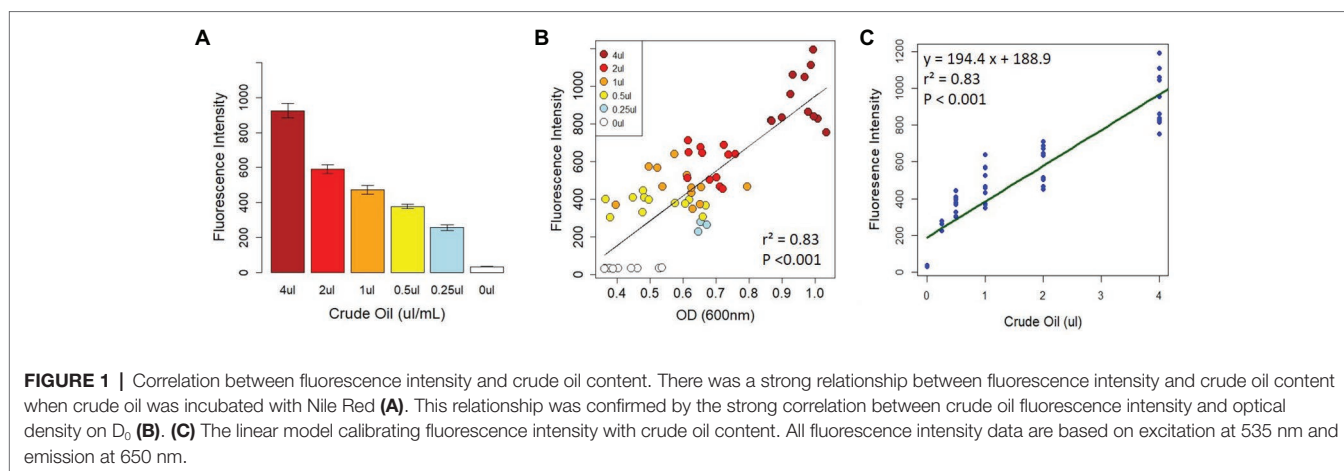 A
Fluorescence Intensity
0 200 400 600 800 1000
4ul 2ul 1ul 0.5ul 0.25ul 0ul
Crude Oil (ul/mL)
B
Fluorescence Intensity
0 200 400 600 800 1000
4ul
2ul
1ul
0.5ul
0.25ul
0ul
r² = 0.83
P <0.001
0.4 0.5 0.6 0.7 0.8 0.9 1.0
OD (600nm)
C
Fluoresence Intensity
0 200 400 600 800 1000 1200
y = 194.4 x + 188.9
r² = 0.83
P < 0.001
0 1 2 3 4
Crude Oil (ul)
FIGURE 1 | Correlation between fluorescence intensity and crude oil content. There was a strong relationship between fluorescence intensity and crude oil content
when crude oil was incubated with Nile Red (A). This relationship was confirmed by the strong correlation between crude oil fluorescence intensity and optical
density on D₀ (B). (C) The linear model calibrating fluorescence intensity with crude oil content. All fluorescence intensity data are based on excitation at 535 nm and
emission at 650 nm.